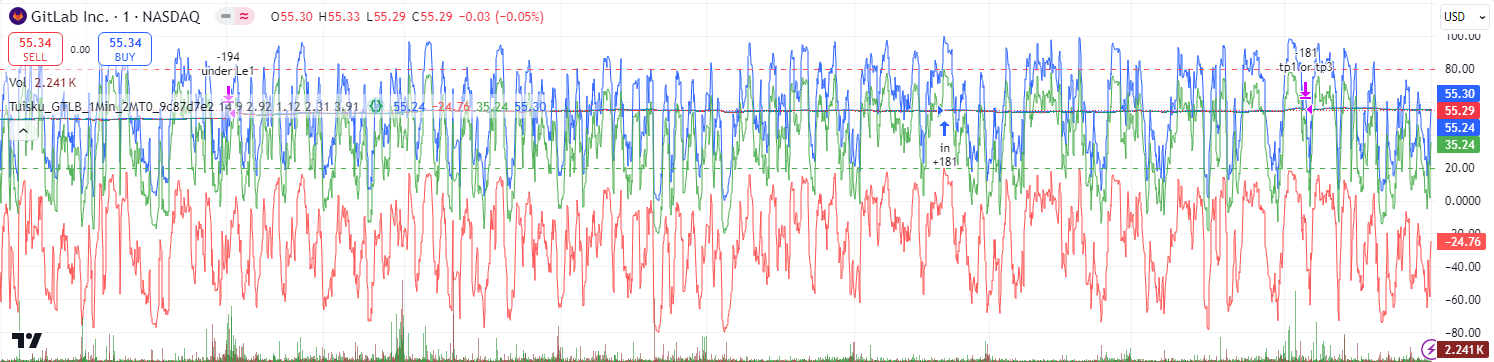 GitLab Inc. · 1 · NASDAQ O55.30 H55.33 L55.29 C55.29 −0.03 (−0.05%)
USD
55.34 SELL
0.00
55.34 BUY
Vol 2.241 K
Tuisku_GTLB_1Min_2MT0_9c87d7e2 2 14 9 2.92 1.12 2.31 3.91 55.24 −24.76 35.24 55.30
-194
under Le1
in
+181
-181
tp1 or tp3
100.00
80.00
55.30
55.29
55.24
35.24
20.00
0.0000
−20.00
−24.76
−40.00
−60.00
−80.00
2.241 K